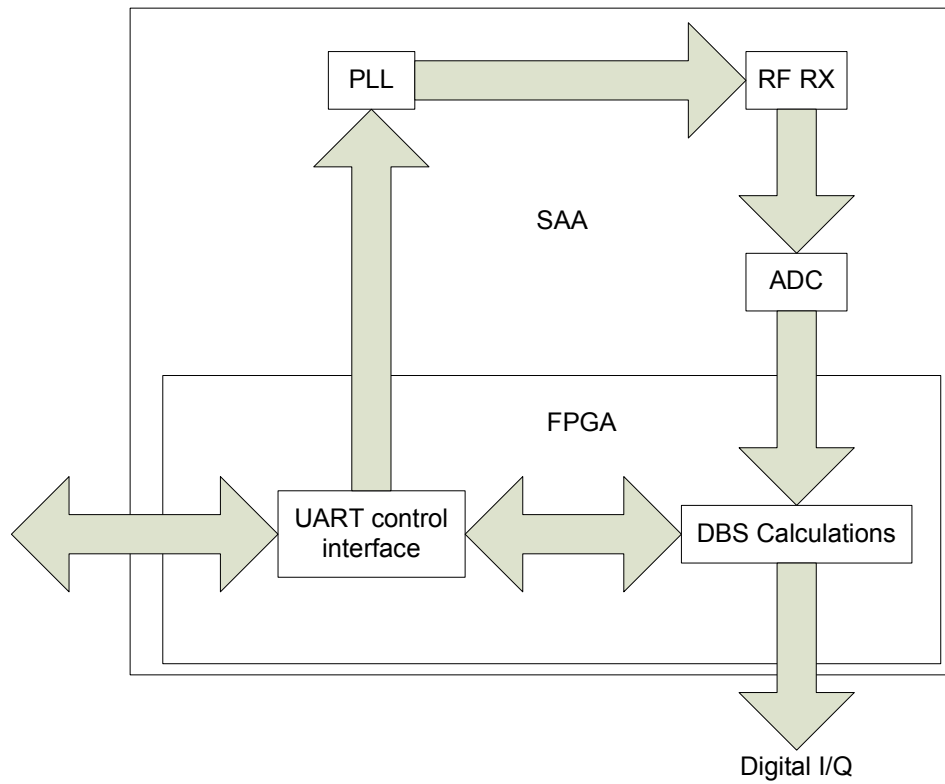 PLL
RF RX
SAA
ADC
FPGA
UART control
interface
DBS Calculations
Digital I/Q